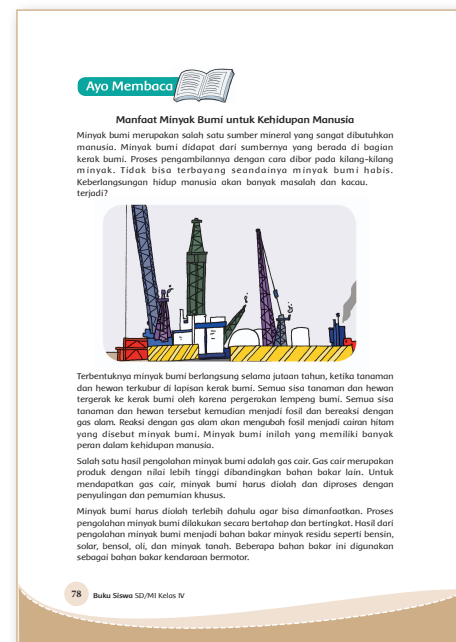 Ayo Membaca
Manfaat Minyak Bumi untuk Kehidupan Manusia
Minyak bumi merupakan salah satu sumber mineral yang sangat dibutuhkan
manusia. Minyak bumi didapat dari sumbernya yang berada di bagian
kerak bumi. Proses pengambilannya dengan cara dibor pada kilang-kilang
minyak. Tidak bisa terbayang seandainya minyak bumi habis.
Keberlangsungan hidup manusia akan banyak masalah dan kacau.
terjadi?
Terbentuknya minyak bumi berlangsung selama jutaan tahun, ketika tanaman
dan hewan terkubur di lapisan kerak bumi. Semua sisa tanaman dan hewan
tergerak ke kerak bumi oleh karena pergerakan lempeng bumi. Semua sisa
tanaman dan hewan tersebut kemudian menjadi fosil dan bereaksi dengan
gas alam. Reaksi dengan gas alam akan mengubah fosil menjadi cairan hitam
yang disebut minyak bumi. Minyak bumi inilah yang memiliki banyak
peran dalam kehidupan manusia.
Salah satu hasil pengolahan minyak bumi adalah gas cair. Gas cair merupakan
produk dengan nilai lebih tinggi dibandingkan bahan bakar lain. Untuk
mendapatkan gas cair, minyak bumi harus diolah dan diproses dengan
penyulingan dan pemurnian khusus.
Minyak bumi harus diolah terlebih dahulu agar bisa dimanfaatkan. Proses
pengolahan minyak bumi dilakukan secara bertahap dan bertingkat. Hasil dari
pengolahan minyak bumi menjadi bahan bakar minyak residu seperti bensin,
solar, bensol, oli, dan minyak tanah. Beberapa bahan bakar ini digunakan
sebagai bahan bakar kendaraan bermotor.
78 Buku Siswa SD/MI Kelas IV